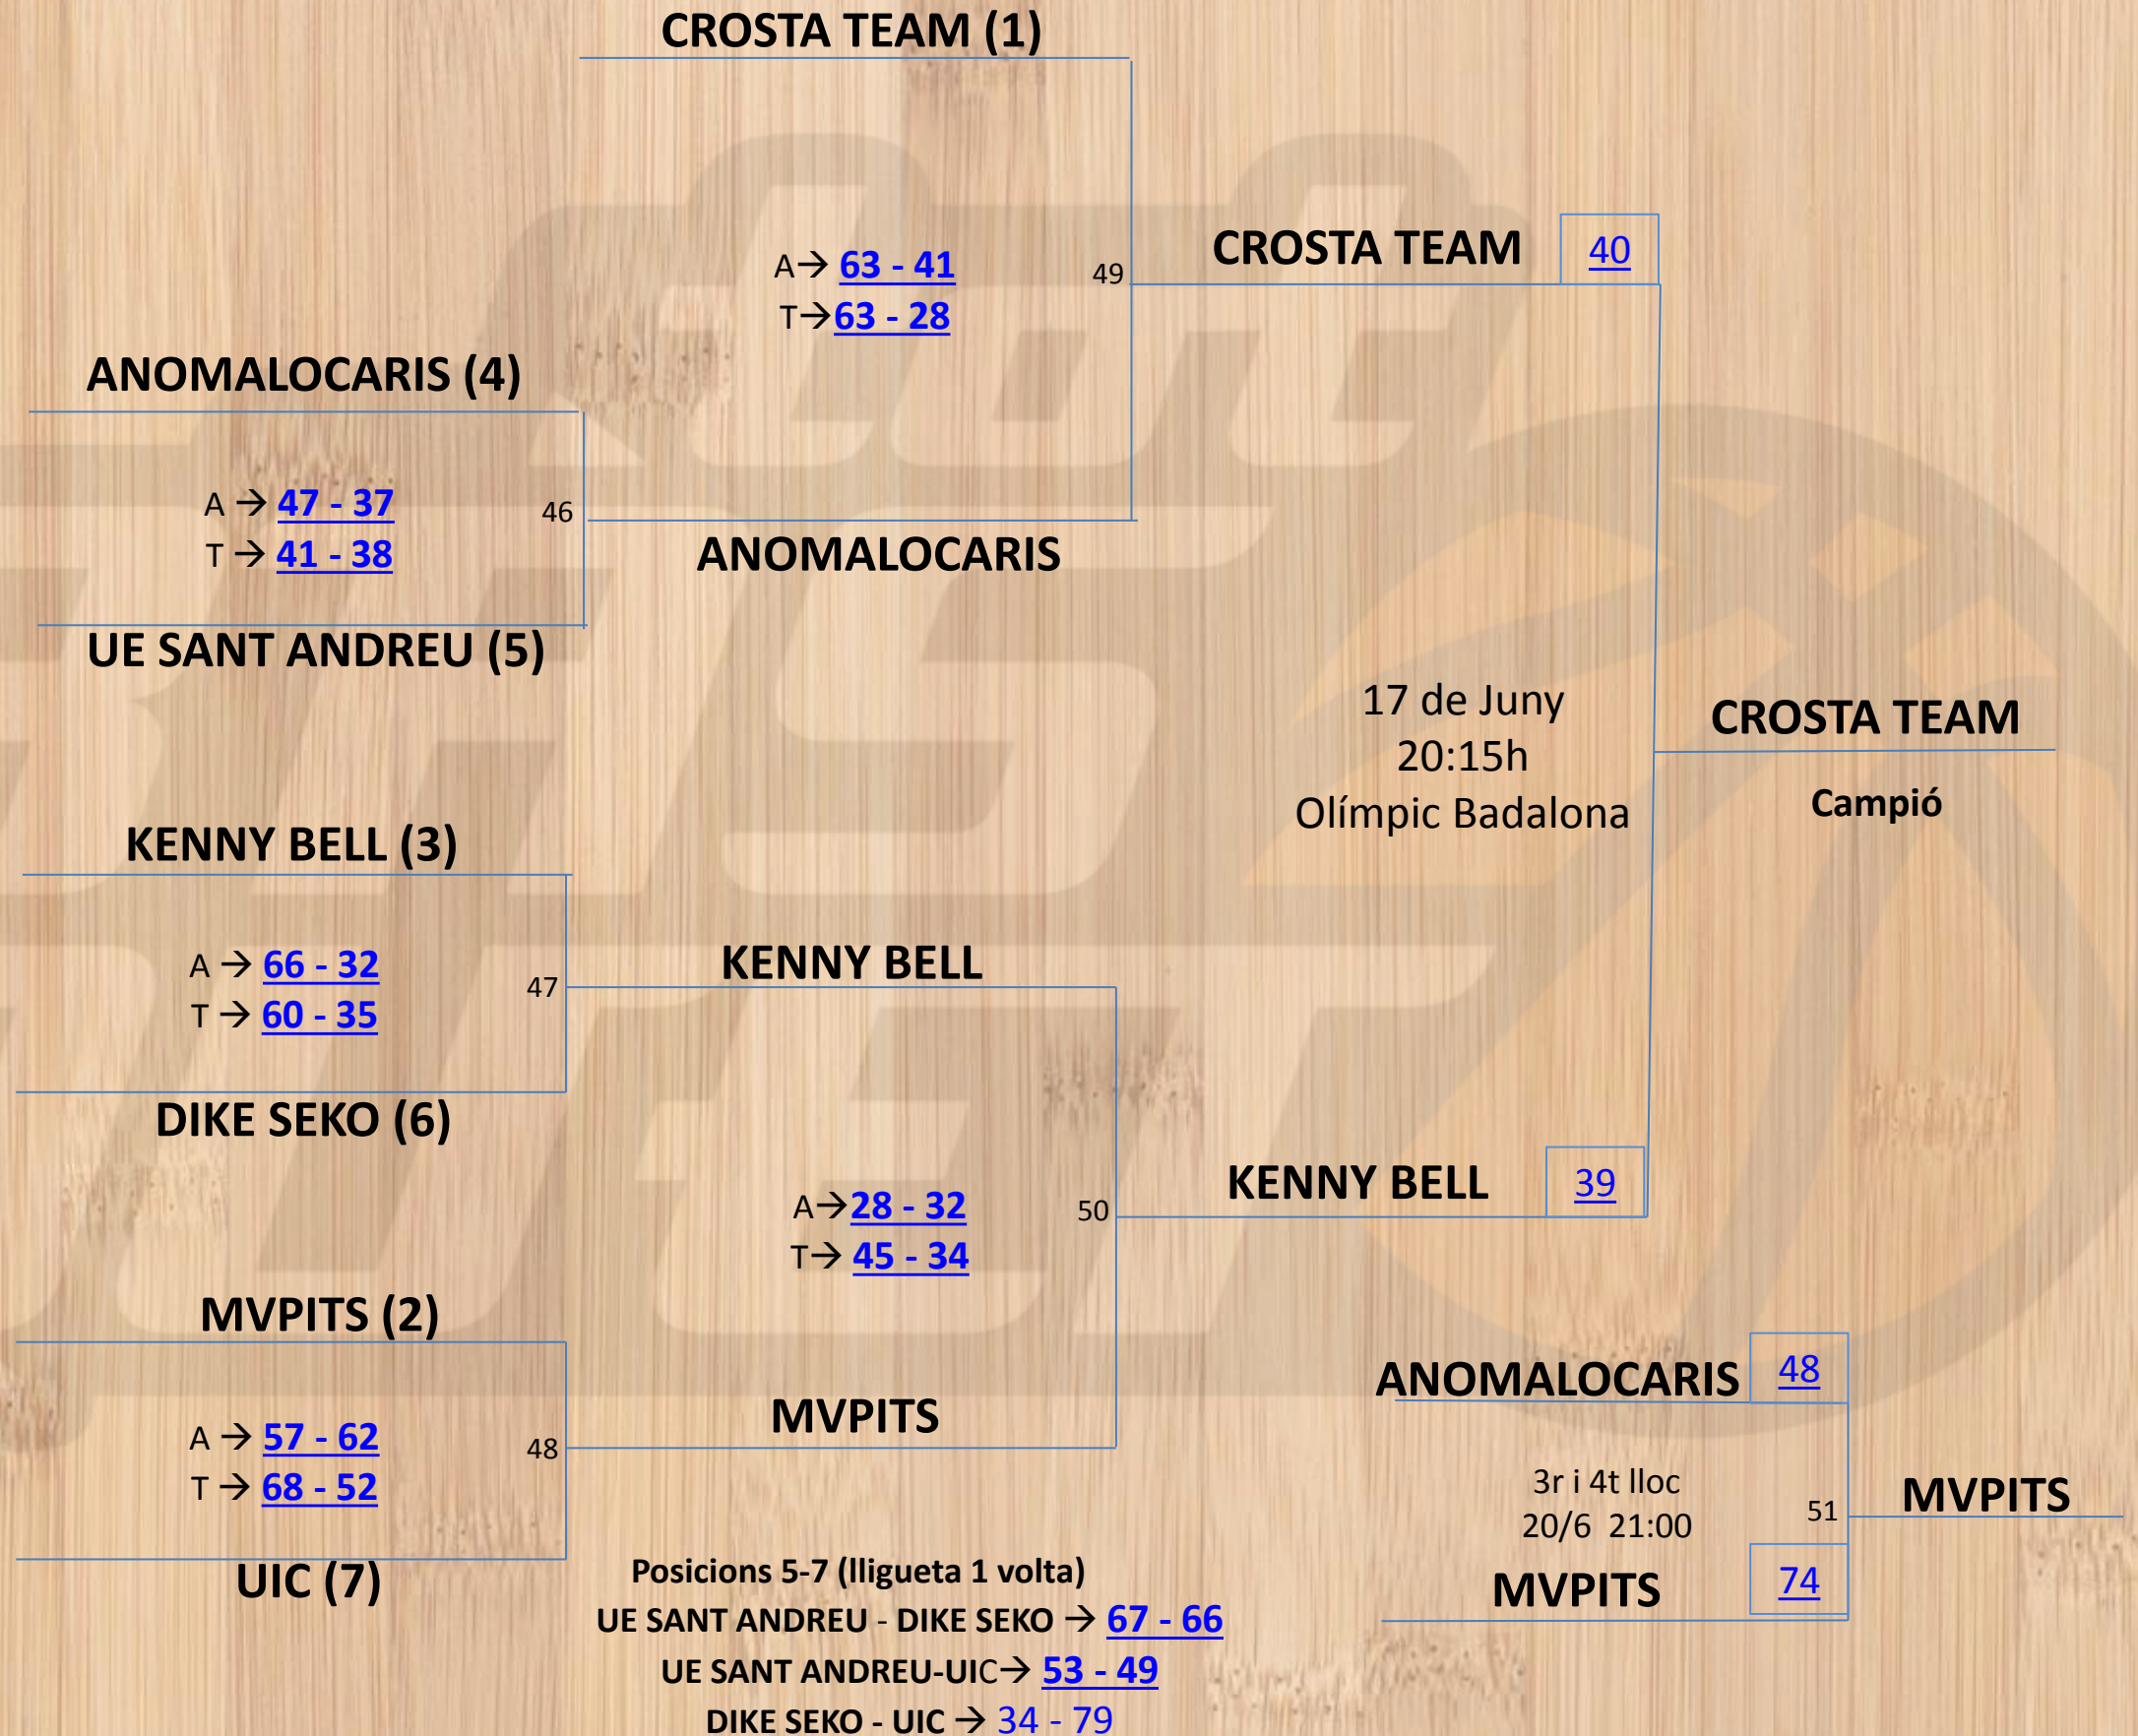 CROSTA TEAM (1)
A→ 63 - 41
T→63 - 28
49
CROSTA TEAM 40
ANOMALOCARIS (4)
A → 47 - 37
T → 41 - 38
46
ANOMALOCARIS
UE SANT ANDREU (5)
17 de Juny
20:15h
Olímpic Badalona
CROSTA TEAM
Campió
KENNY BELL (3)
A → 66 - 32
T → 60 - 35
47
KENNY BELL
DIKE SEKO (6)
A→28 - 32
T→ 45 - 34
50
KENNY BELL 39
MVPITS (2)
A → 57 - 62
T → 68 - 52
48
MVPITS
UIC (7)
ANOMALOCARIS 48
3r i 4t lloc
20/6 21:00
51
MVPITS
MVPITS 74
Posicions 5-7 (lligueta 1 volta)
UE SANT ANDREU - DIKE SEKO → 67 - 66
UE SANT ANDREU-UIC→ 53 - 49
DIKE SEKO - UIC → 34 - 79